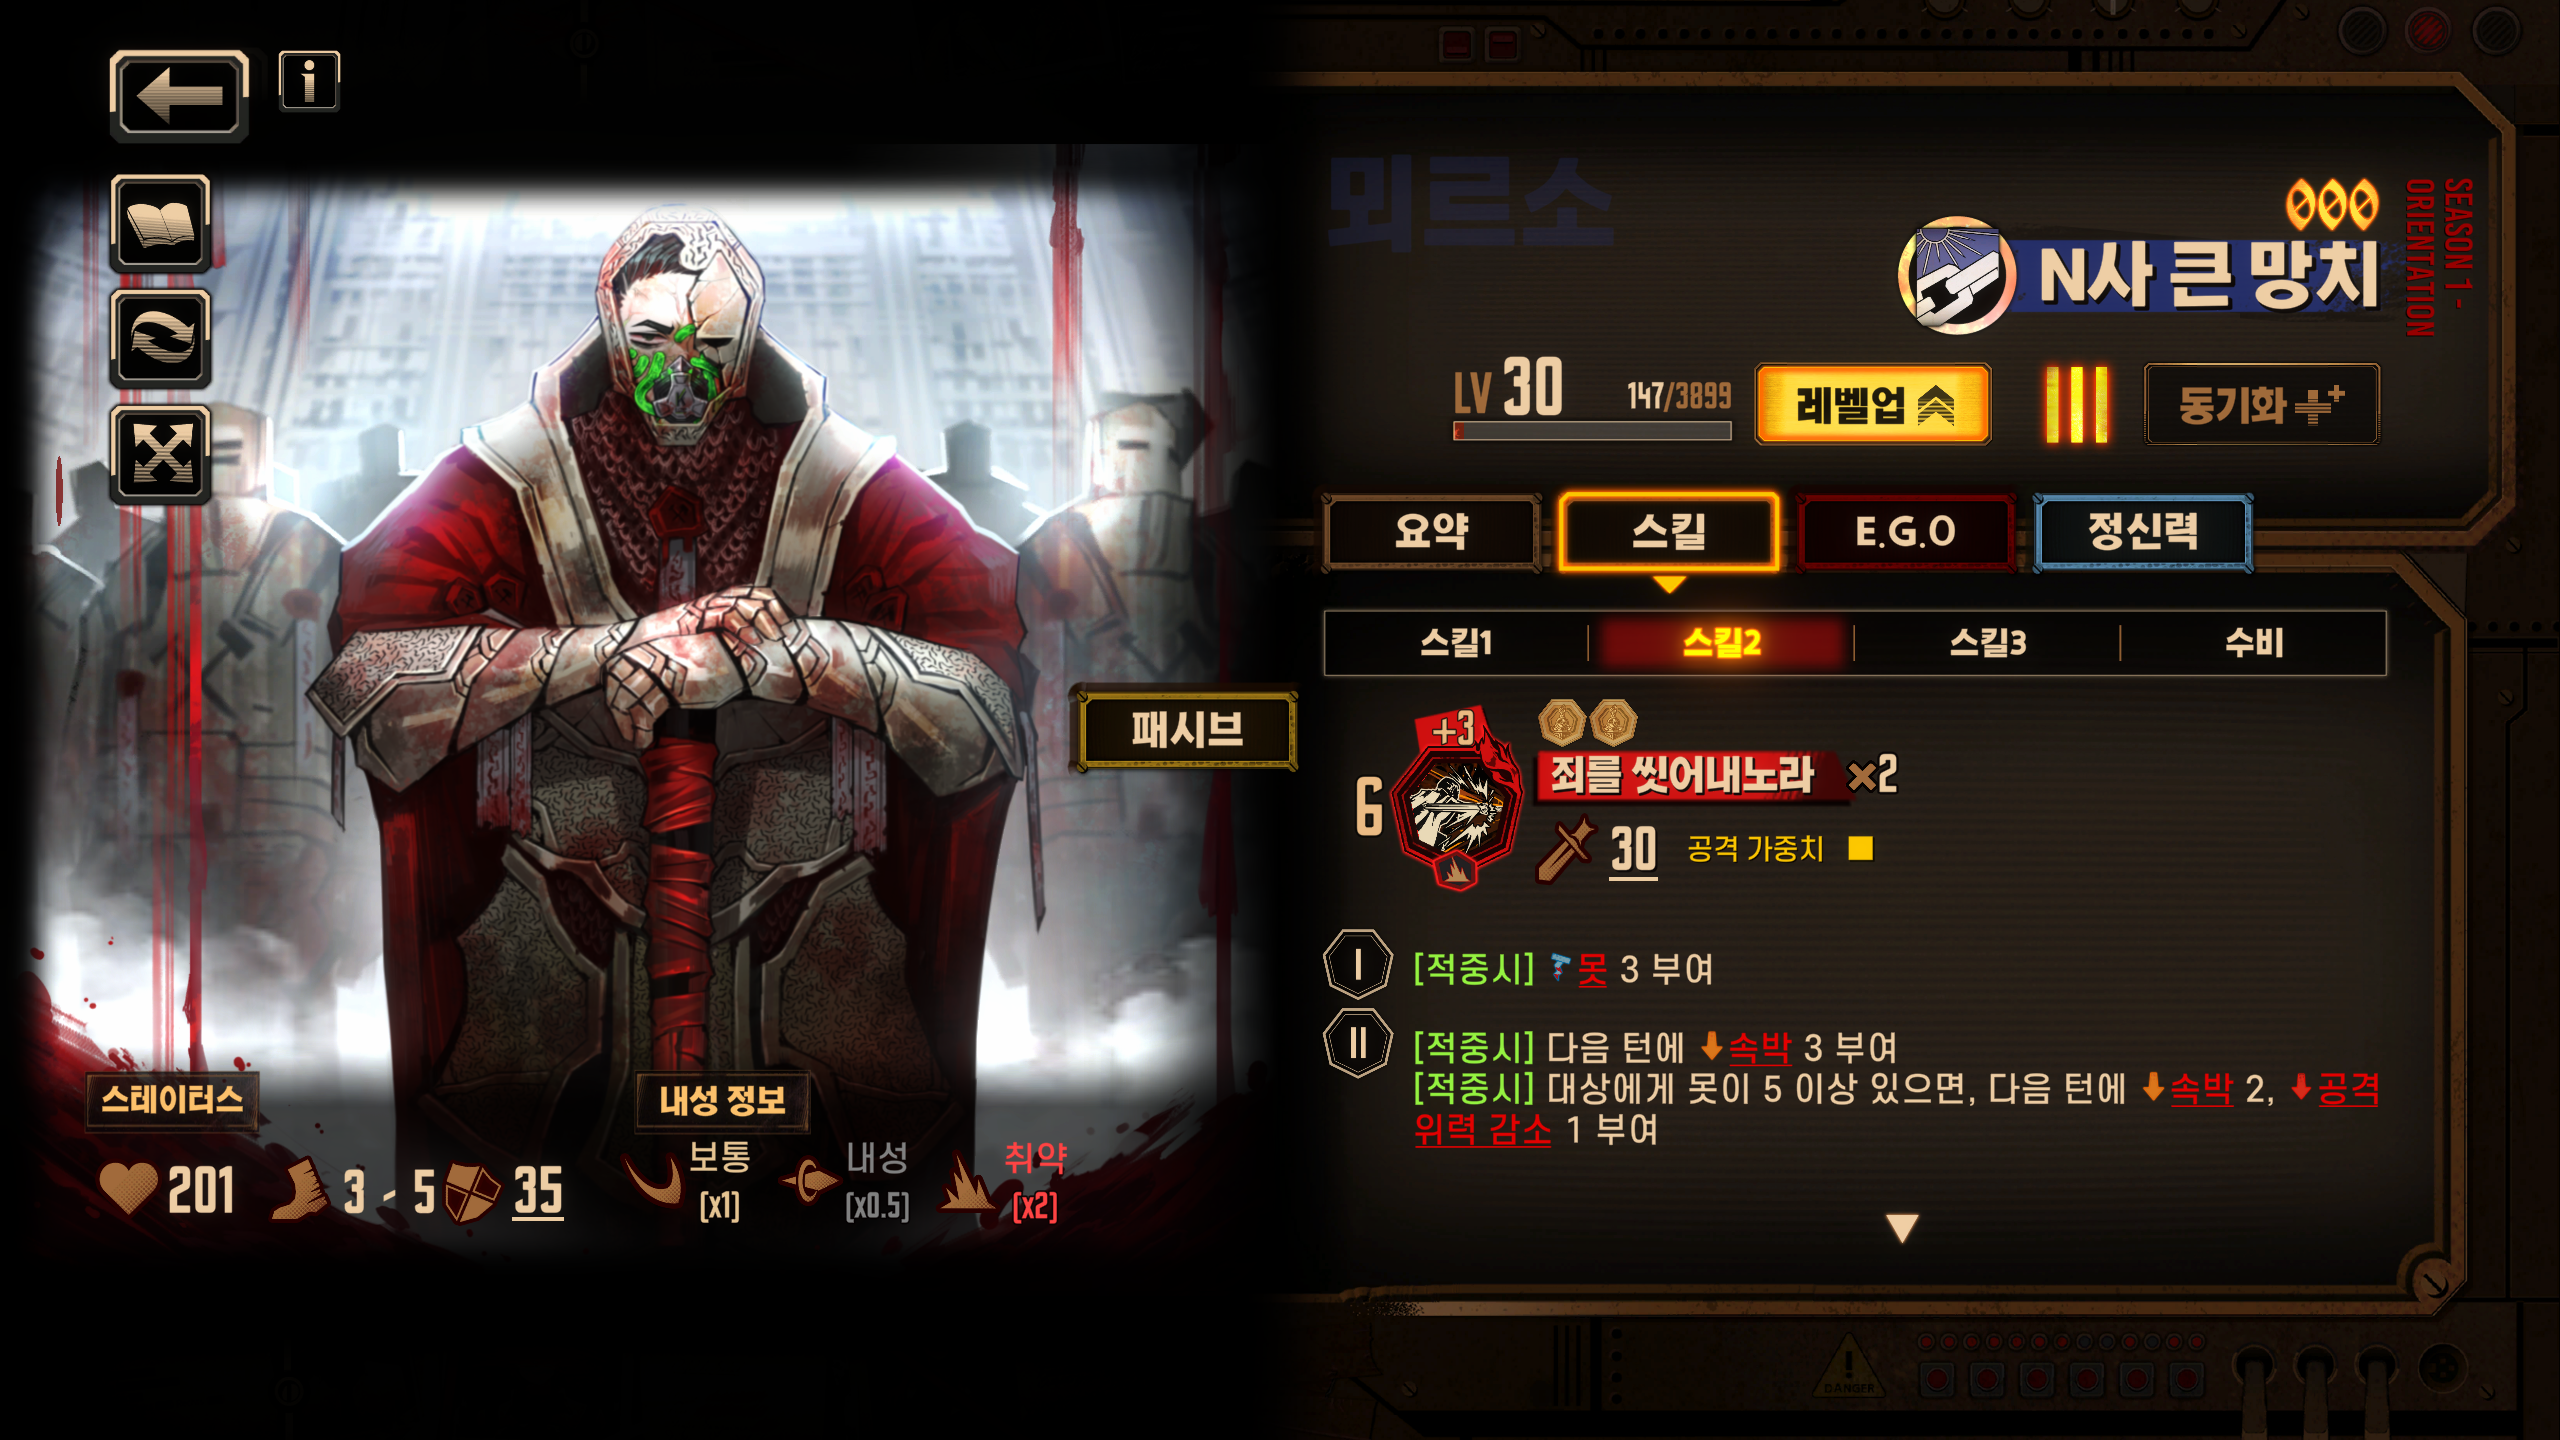 뫼르소
SEASON 1 -
ORIENTATION
N사 큰 망치
LV 30
147/3899
레벨업
동기화
요약
스킬
E.G.O
정신력
스킬1
스킬2
스킬3
수비
패시브
+3
6
죄를 씻어내노라 ×2
30 공격 가중치
I [적중시] 못 3 부여
II [적중시] 다음 턴에 속박 3 부여
[적중시] 대상에게 못이 5 이상 있으면, 다음 턴에 속박 2, 공격
위력 감소 1 부여
스테이터스
201
3 - 5
35
내성 정보
보통
[x1]
내성
[x0.5]
취약
[x2]
DANGER